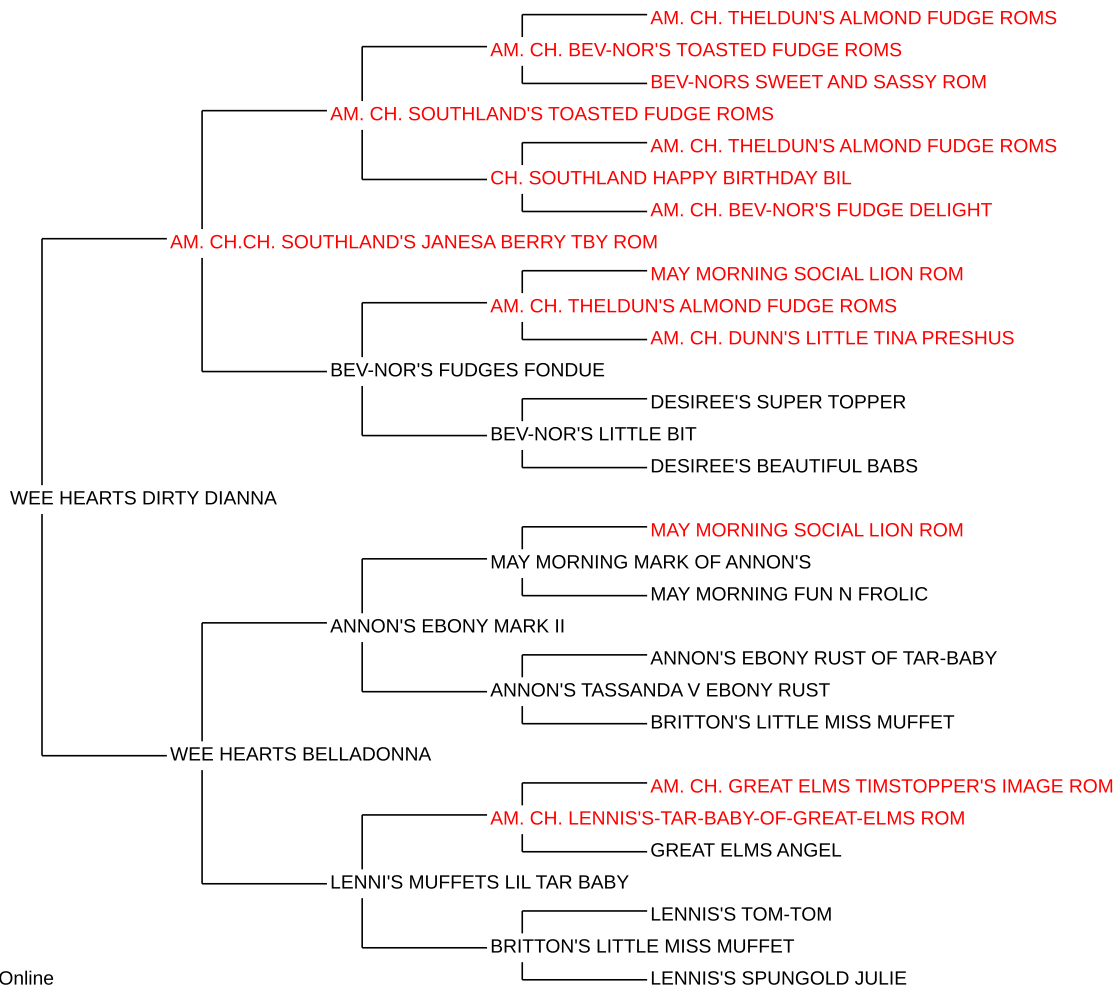 AM. CH. THELDUN'S ALMOND FUDGE ROMS
AM. CH. BEV-NOR'S TOASTED FUDGE ROMS
BEV-NORS SWEET AND SASSY ROM
AM. CH. SOUTHLAND'S TOASTED FUDGE ROMS
AM. CH. THELDUN'S ALMOND FUDGE ROMS
CH. SOUTHLAND HAPPY BIRTHDAY BIL
AM. CH. BEV-NOR'S FUDGE DELIGHT
AM. CH.CH. SOUTHLAND'S JANESA BERRY TBY ROM
MAY MORNING SOCIAL LION ROM
AM. CH. THELDUN'S ALMOND FUDGE ROMS
AM. CH. DUNN'S LITTLE TINA PRESHUS
BEV-NOR'S FUDGES FONDUE
DESIREE'S SUPER TOPPER
BEV-NOR'S LITTLE BIT
DESIREE'S BEAUTIFUL BABS
WEE HEARTS DIRTY DIANNA
MAY MORNING SOCIAL LION ROM
MAY MORNING MARK OF ANNON'S
MAY MORNING FUN N FROLIC
ANNON'S EBONY MARK II
ANNON'S EBONY RUST OF TAR-BABY
ANNON'S TASSANDA V EBONY RUST
BRITTON'S LITTLE MISS MUFFET
WEE HEARTS BELLADONNA
AM. CH. GREAT ELMS TIMSTOPPER'S IMAGE ROM
AM. CH. LENNIS'S-TAR-BABY-OF-GREAT-ELMS ROM
GREAT ELMS ANGEL
LENNI'S MUFFETS LIL TAR BABY
LENNIS'S TOM-TOM
BRITTON'S LITTLE MISS MUFFET
LENNIS'S SPUNGOLD JULIE
Online